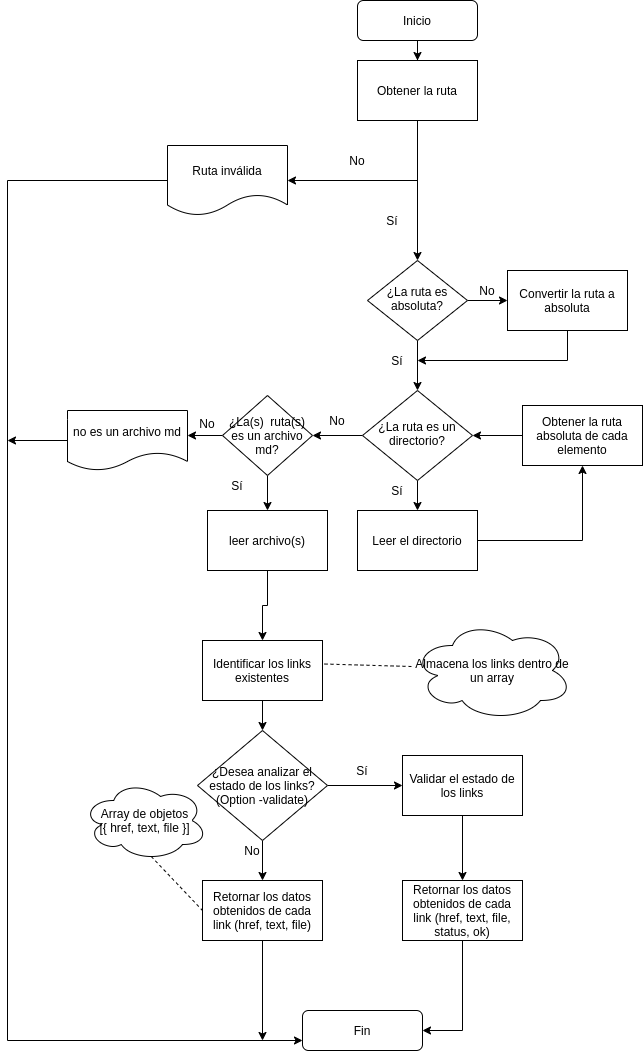 Inicio
Obtener la ruta
No
Ruta inválida
Sí
¿La ruta es
absoluta?
No
Convertir la ruta a
absoluta
Sí
¿La ruta es un
directorio?
No
¿La(s) ruta(s)
es un archivo
md?
No
no es un archivo md
Obtener la ruta
absoluta de cada
elemento
Sí
Sí
leer archivo(s)
Leer el directorio
Identificar los links
existentes
Almacena los links dentro de
un array
¿Desea analizar el
estado de los links?
(Option -validate)
Sí
Validar el estado de
los links
Array de objetos
[{ href, text, file }]
No
Retornar los datos
obtenidos de cada
link (href, text, file)
Retornar los datos
obtenidos de cada
link (href, text, file,
status, ok)
Fin